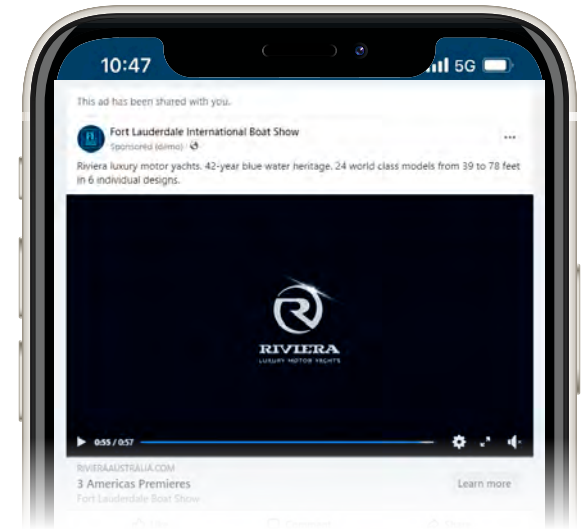 10:47
5G
This ad has been shared with you.
Fort Lauderdale International Boat Show
Sponsored (demo)
Riviera luxury motor yachts. 42-year blue water heritage. 24 world class models from 39 to 78 feet
in 6 individual designs.
R
RIVIERA
LUXURY MOTOR YACHTS
0:55 / 0:57
RIVIERAAUSTRALIA.COM
3 Americas Premieres
Learn more
Fort Lauderdale Boat Show
Like
Comment
Share